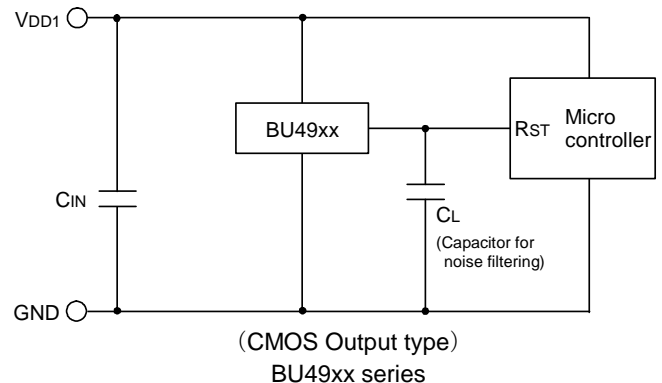 VDD1
BU49xx
RST
Micro
controller
CIN
CL
(Capacitor for
noise filtering)
GND
（CMOS Output type）
BU49xx series